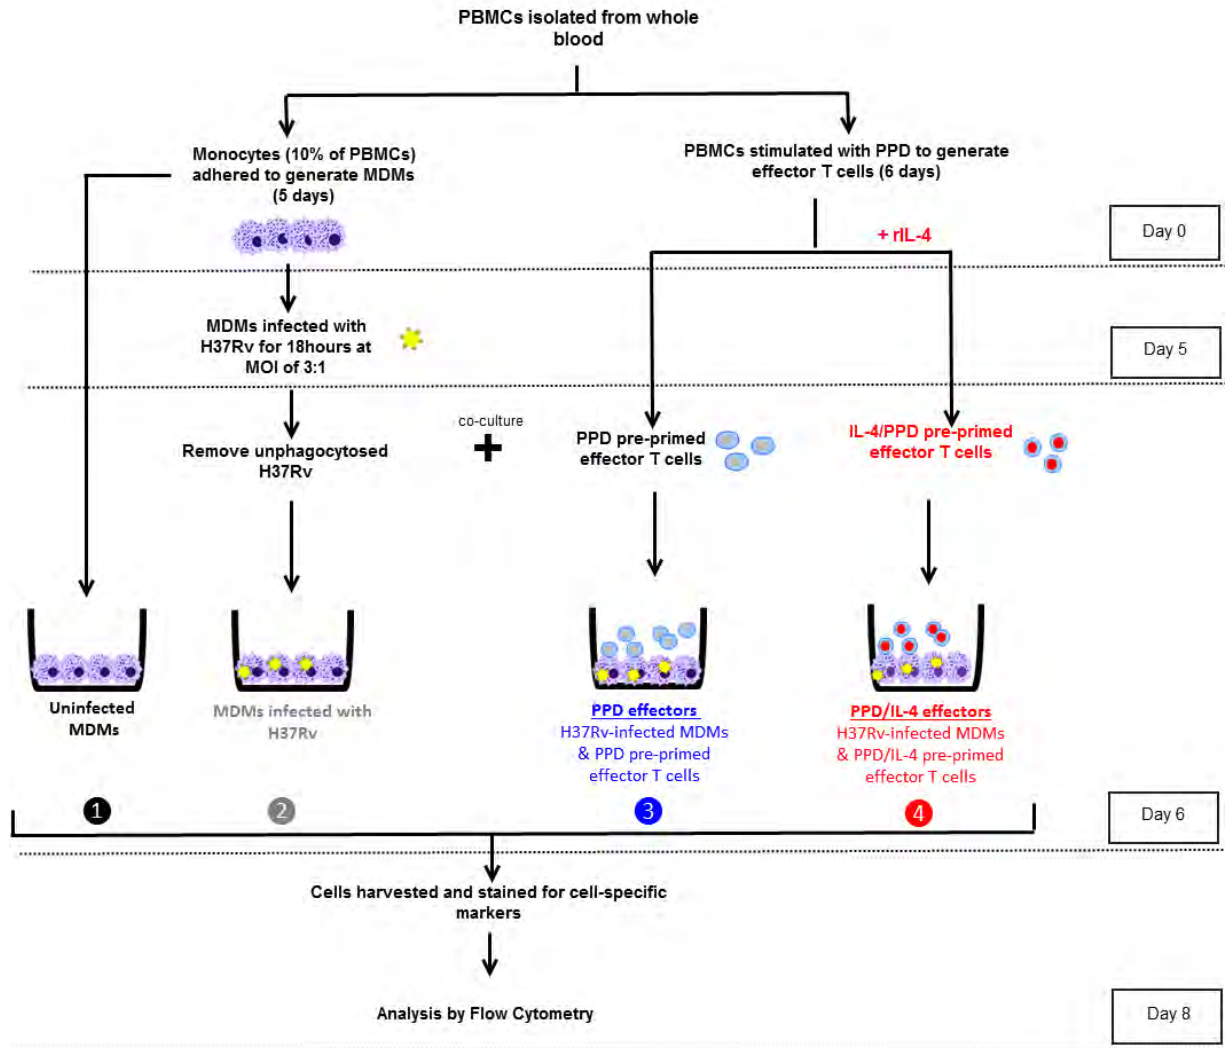 PBMCs isolated from whole
blood
Monocytes (10% of PBMCs)
adhered to generate MDMs
(5 days)
PBMCs stimulated with PPD to generate
effector T cells (6 days)
+ rIL-4
Day 0
MDMs infected with
H37Rv for 18hours at
MOI of 3:1
Day 5
Remove unphagocytosed
H37Rv
co-culture
+
PPD pre-primed
effector T cells
IL-4/PPD pre-primed
effector T cells
Uninfected
MDMs
MDMs infected with
H37Rv
PPD effectors
H37Rv-infected MDMs
& PPD pre-primed
effector T cells
PPD/IL-4 effectors
H37Rv-infected MDMs
& PPD/IL-4 pre-primed
effector T cells
1
2
3
4
Day 6
Cells harvested and stained for cell-specific
markers
Analysis by Flow Cytometry
Day 8